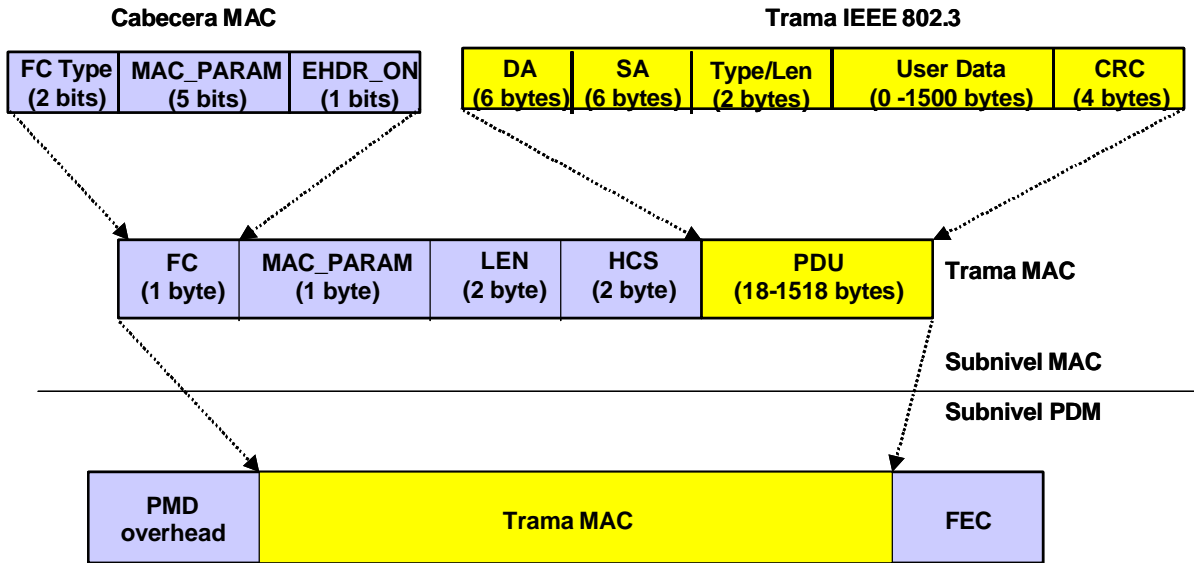 Cabecera MAC
Trama IEEE 802.3
FC Type
(2 bits)
MAC_PARAM
(5 bits)
EHDR_ON
(1 bits)
DA
(6 bytes)
SA
(6 bytes)
Type/Len
(2 bytes)
User Data
(0 -1500 bytes)
CRC
(4 bytes)
FC
(1 byte)
MAC_PARAM
(1 byte)
LEN
(2 byte)
HCS
(2 byte)
PDU
(18-1518 bytes)
Trama MAC
Subnivel MAC
Subnivel PDM
PMD
overhead
Trama MAC
FEC